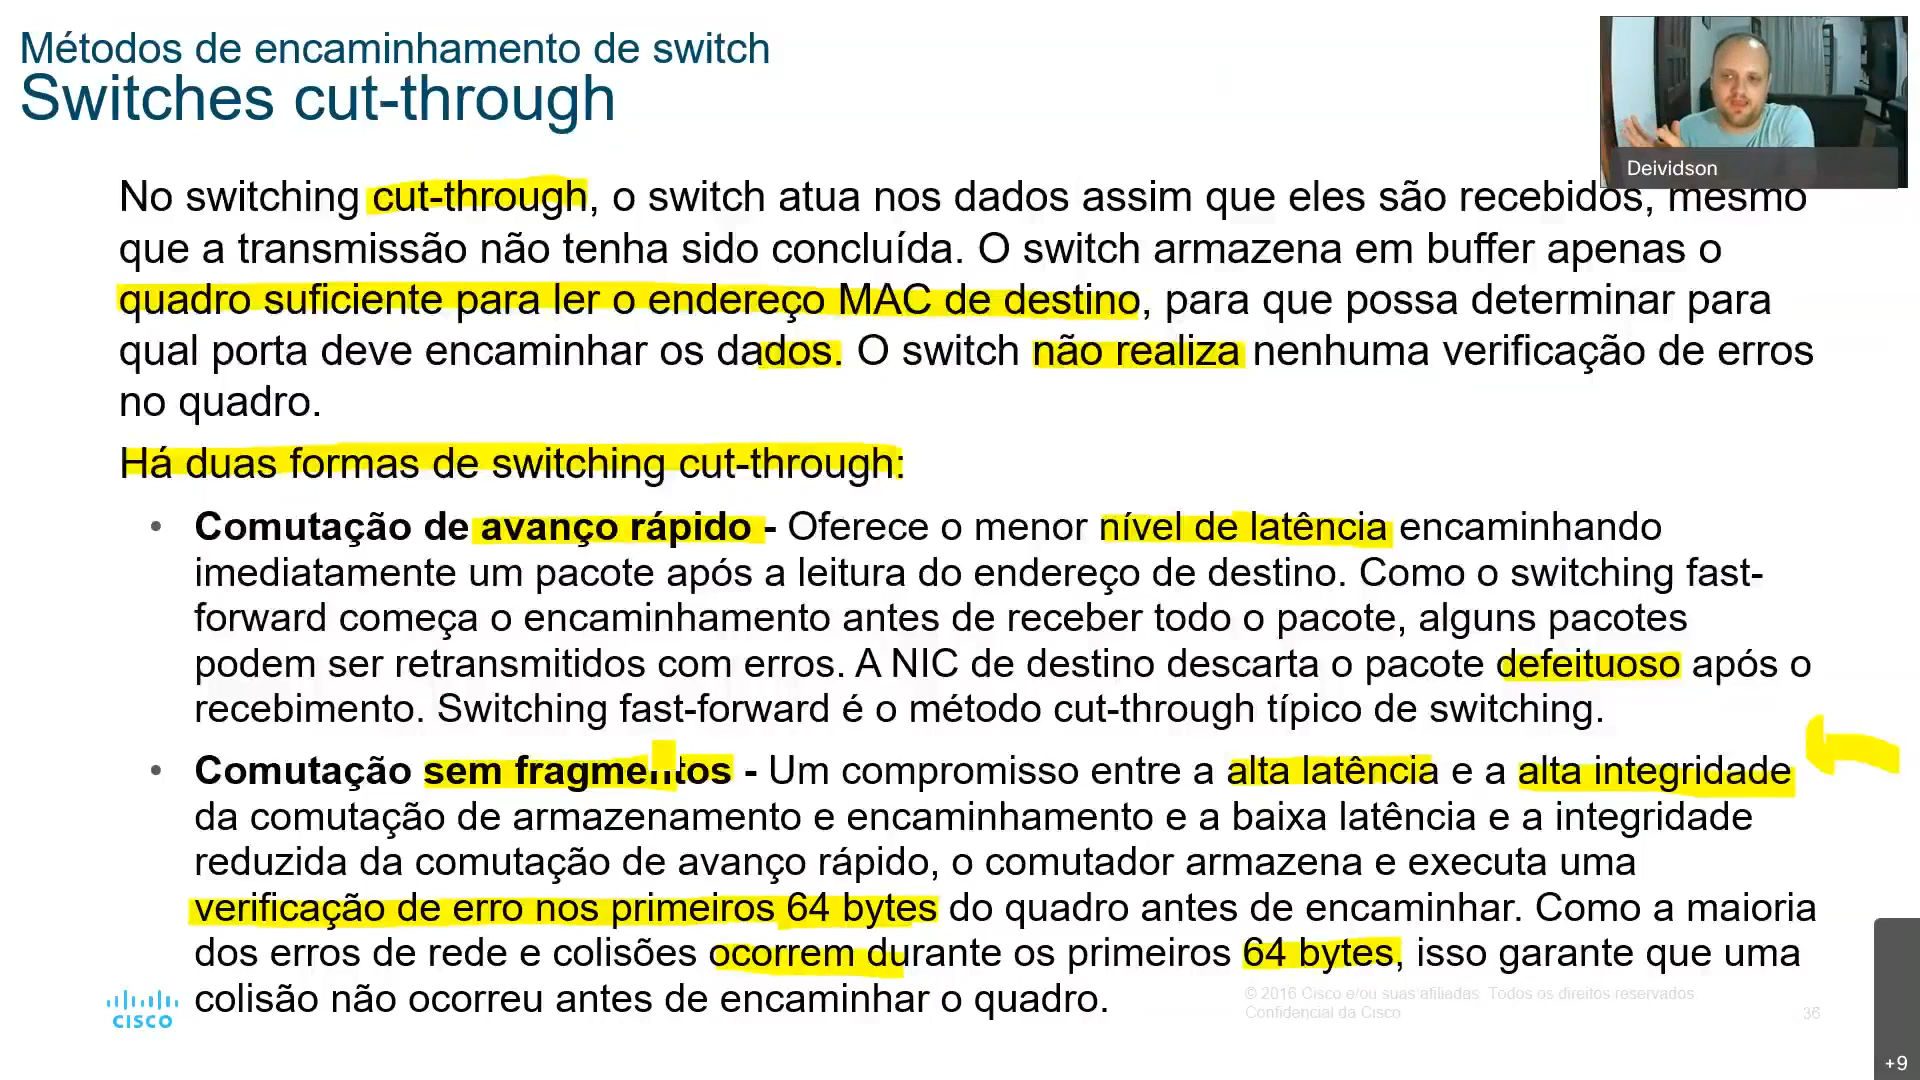 Métodos de encaminhamento de switch
Switches cut-through
Deividson
No switching cut-through, o switch atua nos dados assim que eles são recebidos, mesmo
que a transmissão não tenha sido concluída. O switch armazena em buffer apenas o
quadro suficiente para ler o endereço MAC de destino, para que possa determinar para
qual porta deve encaminhar os dados. O switch não realiza nenhuma verificação de erros
no quadro.
Há duas formas de switching cut-through:
• Comutação de avanço rápido - Oferece o menor nível de latência encaminhando
imediatamente um pacote após a leitura do endereço de destino. Como o switching fast-
forward começa o encaminhamento antes de receber todo o pacote, alguns pacotes
podem ser retransmitidos com erros. A NIC de destino descarta o pacote defeituoso após o
recebimento. Switching fast-forward é o método cut-through típico de switching.
• Comutação sem fragmentos - Um compromisso entre a alta latência e a alta integridade
da comutação de armazenamento e encaminhamento e a baixa latência e a integridade
reduzida da comutação de avanço rápido, o comutador armazena e executa uma
verificação de erro nos primeiros 64 bytes do quadro antes de encaminhar. Como a maioria
dos erros de rede e colisões ocorrem durante os primeiros 64 bytes, isso garante que uma
colisão não ocorreu antes de encaminhar o quadro.
CISCO
© 2016 Cisco e/ou suas afiliadas. Todos os direitos reservados.
Confidencial da Cisco
36
+9